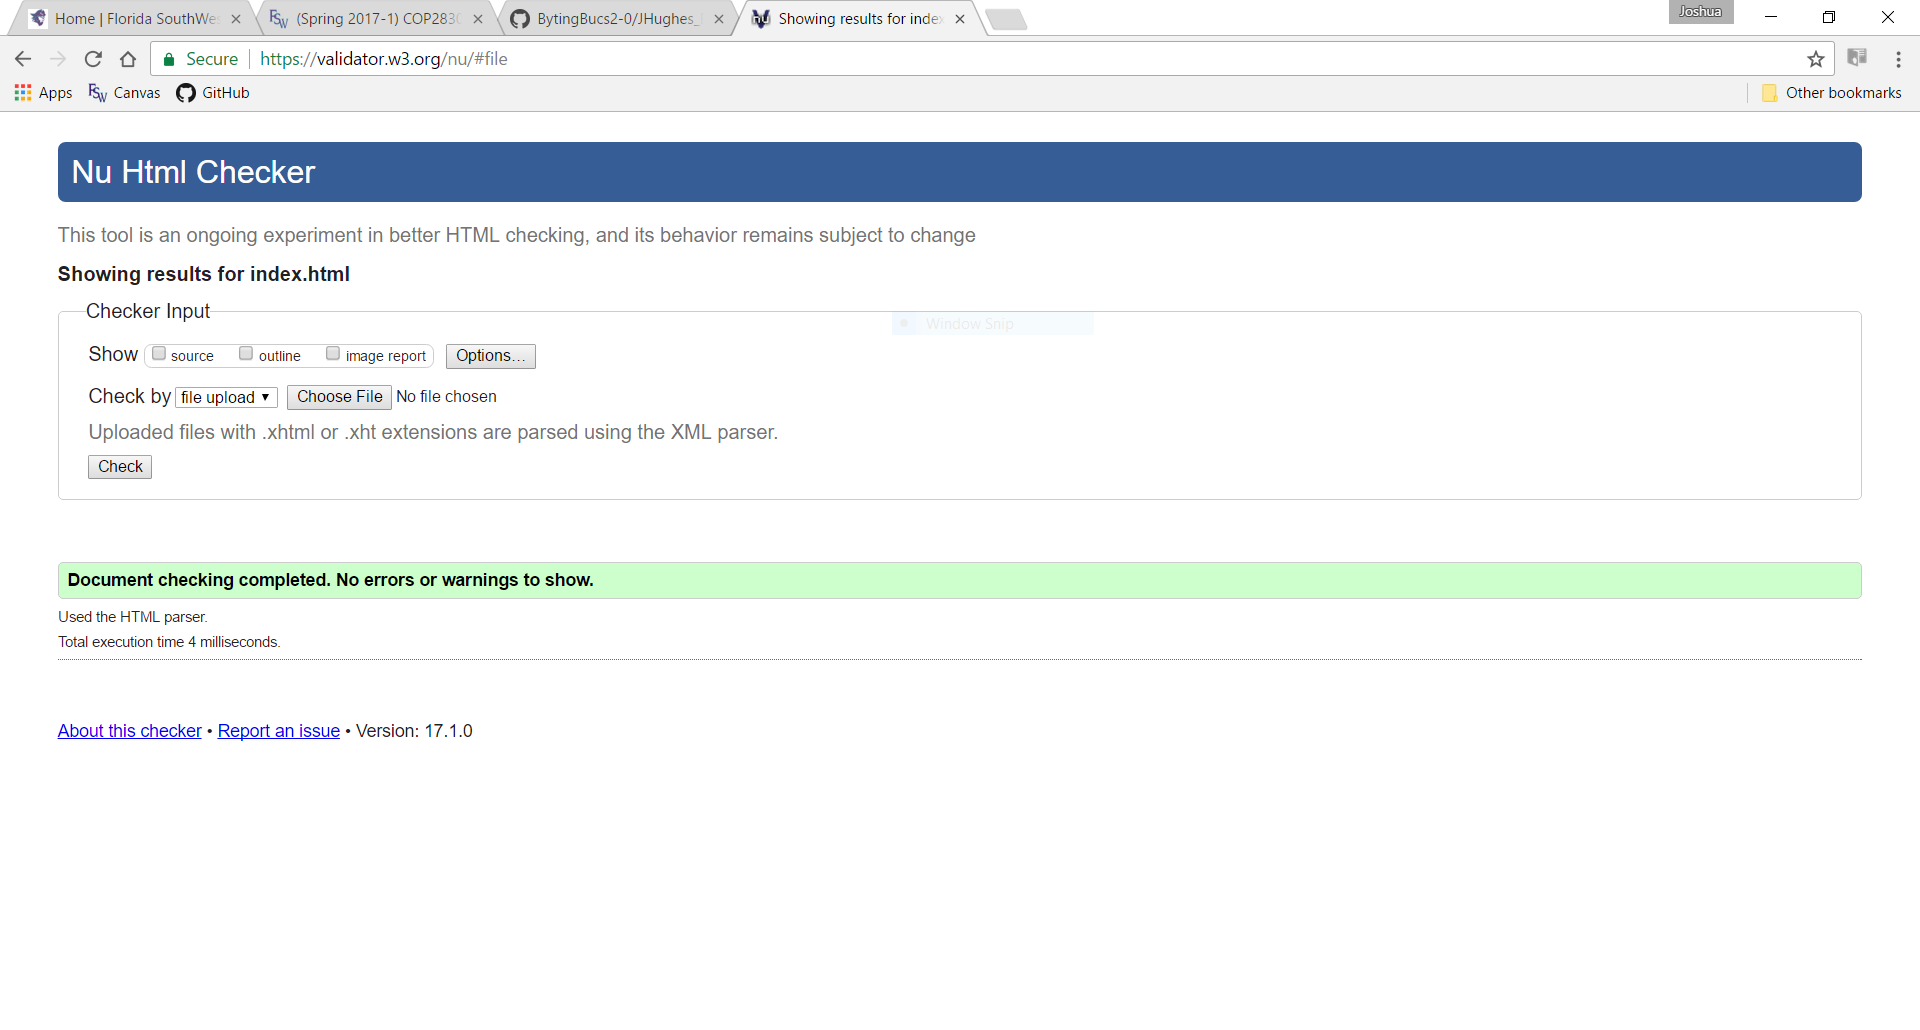 Home | Florida SouthWes
(Spring 2017-1) COP2830
BytingBucs2-0/JHughes_
Showing results for index
Joshua
Secure
https://validator.w3.org/nu/#file
Apps
Canvas
GitHub
Other bookmarks
Nu Html Checker
This tool is an ongoing experiment in better HTML checking, and its behavior remains subject to change
Showing results for index.html
Checker Input
Window Snip
Show source outline image report Options...
Check by file upload ▼ Choose File No file chosen
Uploaded files with .xhtml or .xht extensions are parsed using the XML parser.
Check
Document checking completed. No errors or warnings to show.
Used the HTML parser.
Total execution time 4 milliseconds.
About this checker • Report an issue • Version: 17.1.0